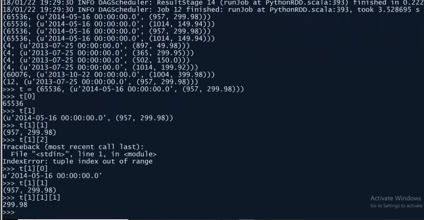 18/01/22 19:29:30 INFO DAGScheduler: ResultStage 14 (runJob at PythonRDD.scala:393) finished in 0.222
18/01/22 19:29:30 INFO DAGScheduler: Job 12 finished: runJob at PythonRDD.scala:393, took 3.528695 s
(65536, (u'2014-05-16 00:00:00.0', (957, 299.98)))
(65536, (u'2014-05-16 00:00:00.0', (1014, 149.94)))
(65536, (u'2014-05-16 00:00:00.0', (957, 299.98)))
(65536, (u'2014-05-16 00:00:00.0', (1014, 149.94)))
(4, (u'2013-07-25 00:00:00.0', (897, 49.98)))
(4, (u'2013-07-25 00:00:00.0', (365, 299.95)))
(4, (u'2013-07-25 00:00:00.0', (502, 150.0)))
(4, (u'2013-07-25 00:00:00.0', (1014, 199.92)))
(60076, (u'2013-10-22 00:00:00.0', (1004, 399.98)))
(12, (u'2013-07-25 00:00:00.0', (957, 299.98)))
>>> t = (65536, (u'2014-05-16 00:00:00.0', (957, 299.98)))
>>> t[0]
65536
>>> t[1]
(u'2014-05-16 00:00:00.0', (957, 299.98))
>>> t[1][1]
(957, 299.98)
>>> t[1][2]
Traceback (most recent call last):
  File "<stdin>", line 1, in <module>
IndexError: tuple index out of range
>>> t[1][0]
u'2014-05-16 00:00:00.0'
>>> t[1][1]
(957, 299.98)
>>> t[1][1][1]
299.98
>>>
Activate Windows
Go to Settings to activate